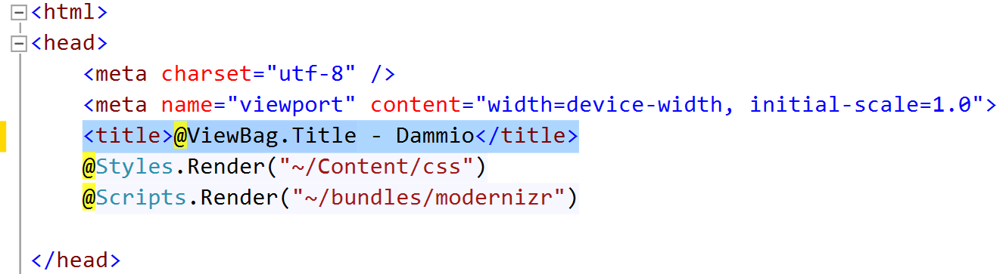 <html>
<head>
    <meta charset="utf-8" />
    <meta name="viewport" content="width=device-width, initial-scale=1.0">
    <title>@ViewBag.Title - Dammio</title>
    @Styles.Render("~/Content/css")
    @Scripts.Render("~/bundles/modernizr")
</head>